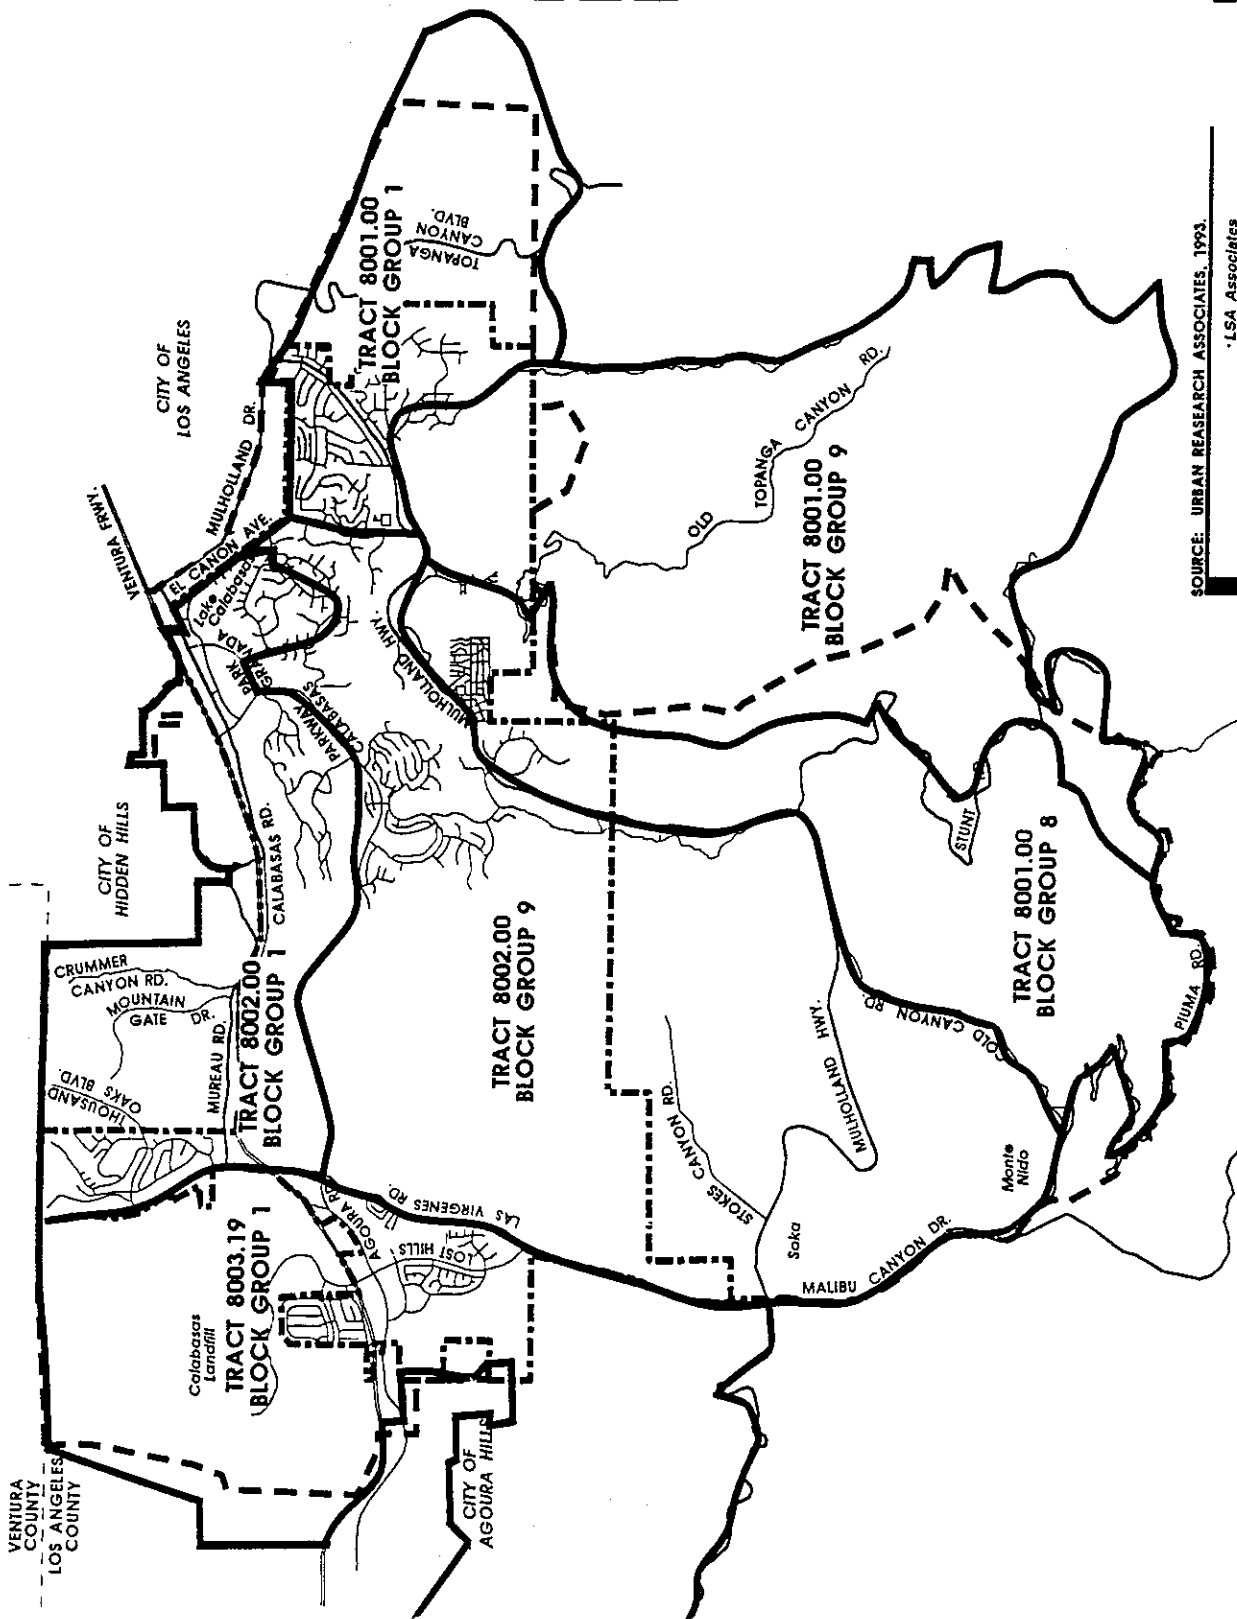 VENTURA
COUNTY
LOS ANGELES
COUNTY
CITY OF
AGOURA HILLS
Calabasas
Landfill
TRACT 8003.19
BLOCK GROUP 1
AGOURA RD.
LOST HILLS
LAS VIRGENES RD.
THOUSAND
OAKS BLVD.
MUREAU RD.
CRUMMER
CANYON RD.
MOUNTAIN
GATE DR.
TRACT 8002.00
BLOCK GROUP 1
CALABASAS RD.
CITY OF
HIDDEN HILLS
TRACT 8002.00
BLOCK GROUP 9
PARKWAY
CALABASAS
PARK
GRANADA
Lake
Calabasas
EL CANON AVE.
VENTURA FRWY.
MULHOLLAND DR.
CITY OF
LOS ANGELES
MULHOLLAND HWY.
TRACT 8001.00
BLOCK GROUP 1
TOPANGA
CANYON
BLVD.
OLD TOPANGA CANYON RD.
TRACT 8001.00
BLOCK GROUP 9
STOKES CANYON RD.
Soka
MULHOLLAND HWY.
MALIBU CANYON DR.
Monte
Nido
COLD CANYON RD.
STUNT
TRACT 8001.00
BLOCK GROUP 8
PIUMA RD.
SOURCE: URBAN REASEARCH ASSOCIATES, 1993.
LSA Associates